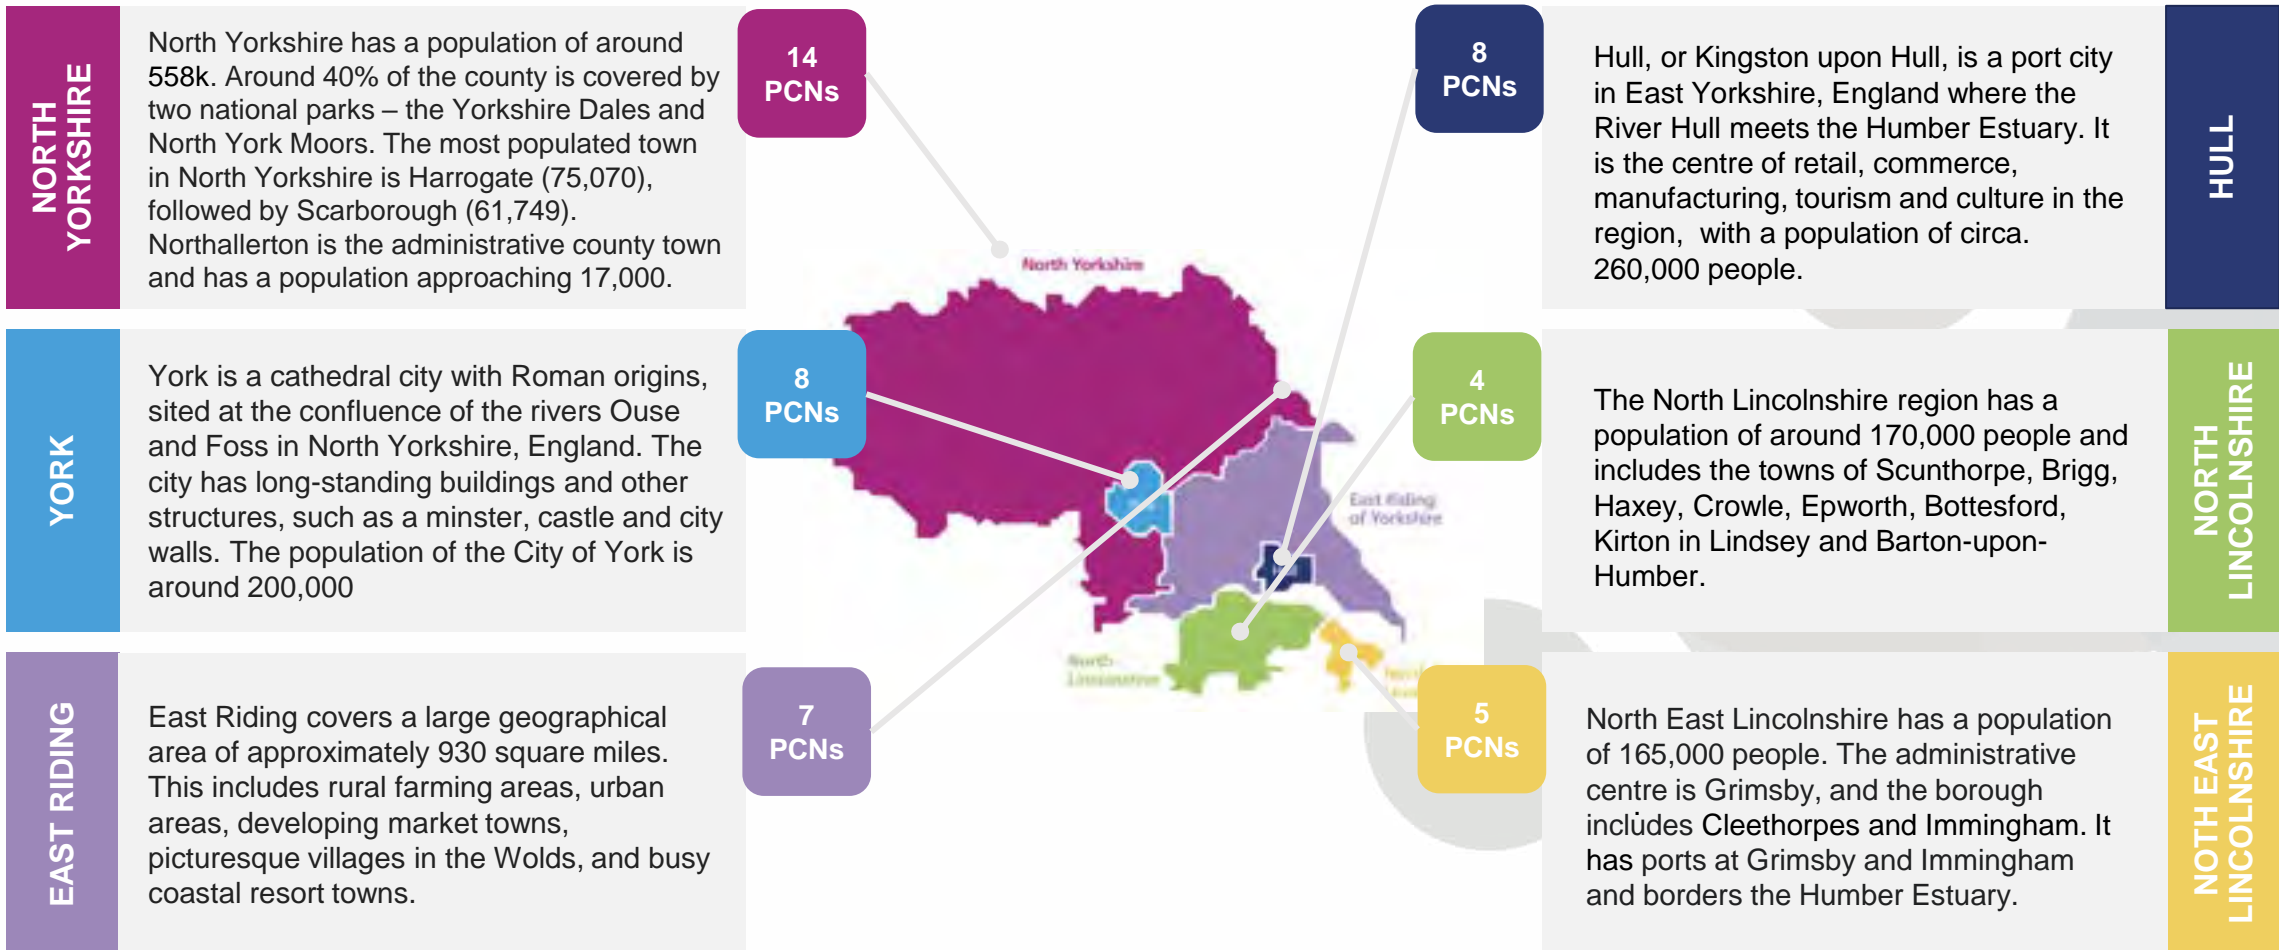 NORTH
YORKSHIRE
North Yorkshire has a population of around
558k. Around 40% of the county is covered by
two national parks – the Yorkshire Dales and
North York Moors. The most populated town
in North Yorkshire is Harrogate (75,070),
followed by Scarborough (61,749).
Northallerton is the administrative county town
and has a population approaching 17,000.
14
PCNs
YORK
York is a cathedral city with Roman origins,
sited at the confluence of the rivers Ouse
and Foss in North Yorkshire, England. The
city has long-standing buildings and other
structures, such as a minster, castle and city
walls. The population of the City of York is
around 200,000
8
PCNs
EAST RIDING
East Riding covers a large geographical
area of approximately 930 square miles.
This includes rural farming areas, urban
areas, developing market towns,
picturesque villages in the Wolds, and busy
coastal resort towns.
7
PCNs
North Yorkshire
East Riding
of Yorkshire
North
Lincolnshire
8
PCNs
Hull, or Kingston upon Hull, is a port city
in East Yorkshire, England where the
River Hull meets the Humber Estuary. It
is the centre of retail, commerce,
manufacturing, tourism and culture in the
region, with a population of circa.
260,000 people.
HULL
4
PCNs
The North Lincolnshire region has a
population of around 170,000 people and
includes the towns of Scunthorpe, Brigg,
Haxey, Crowle, Epworth, Bottesford,
Kirton in Lindsey and Barton-upon-
Humber.
NORTH
LINCOLNSHIRE
5
PCNs
North East Lincolnshire has a population
of 165,000 people. The administrative
centre is Grimsby, and the borough
includes Cleethorpes and Immingham. It
has ports at Grimsby and Immingham
and borders the Humber Estuary.
NOTH EAST
LINCOLNSHIRE